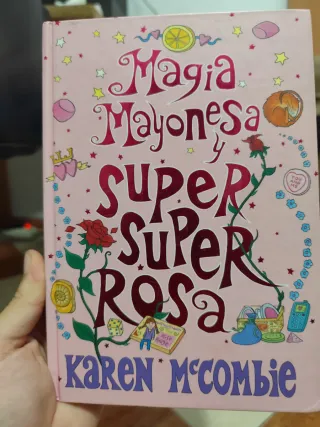 Magia
Mayonesa
y
SUPER
SUPER
ROSA
KAREN McCOMBIE